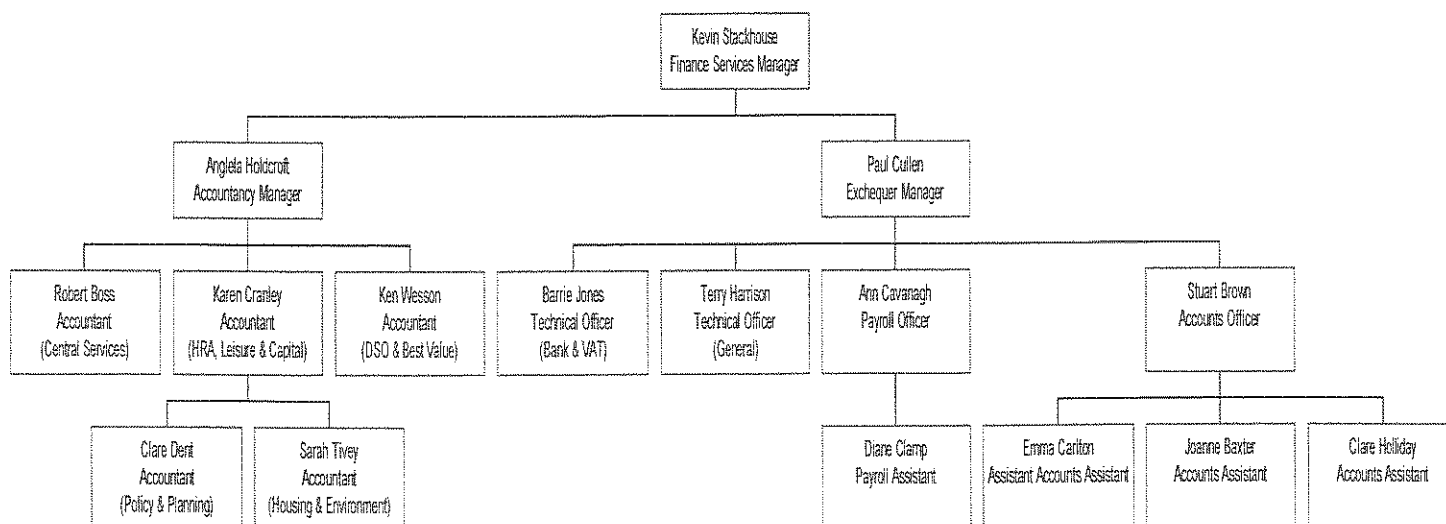 Kevin Stackhouse
Finance Services Manager
Anglela Holdcroft
Accountancy Manager
Paul Cullen
Exchequer Manager
Robert Boss
Accountant
(Central Services)
Karen Cranley
Accountant
(HRA, Leisure & Capital)
Ken Wesson
Accountant
(DSO & Best Value)
Barrie Jones
Technical Officer
(Bank & VAT)
Terry Harrison
Technical Officer
(General)
Ann Cavanagh
Payroll Officer
Stuart Brown
Accounts Officer
Clare Dent
Accountant
(Policy & Planning)
Sarah Tivey
Accountant
(Housing & Environment)
Diane Clamp
Payroll Assistant
Emma Carlton
Assistant Accounts Assistant
Joanne Baxter
Accounts Assistant
Clare Holliday
Accounts Assistant